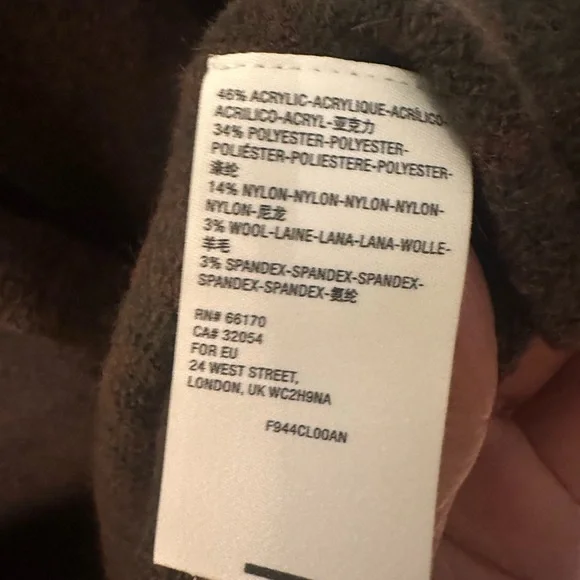 46% ACRYLIC-ACRYLIQUE-ACRÍLICO-
ACRILICO-ACRYL-亚克力
34% POLYESTER-POLYESTER-
POLIÉSTER-POLIESTERE-POLYESTER-
涤纶
14% NYLON-NYLON-NYLON-NYLON-
NYLON-尼龙
3% WOOL-LAINE-LANA-LANA-WOLLE-
羊毛
3% SPANDEX-SPANDEX-SPANDEX-
SPANDEX-SPANDEX-氨纶
RN# 66170
CA# 32054
FOR EU
24 WEST STREET,
LONDON, UK WC2H9NA
F944CL00AN